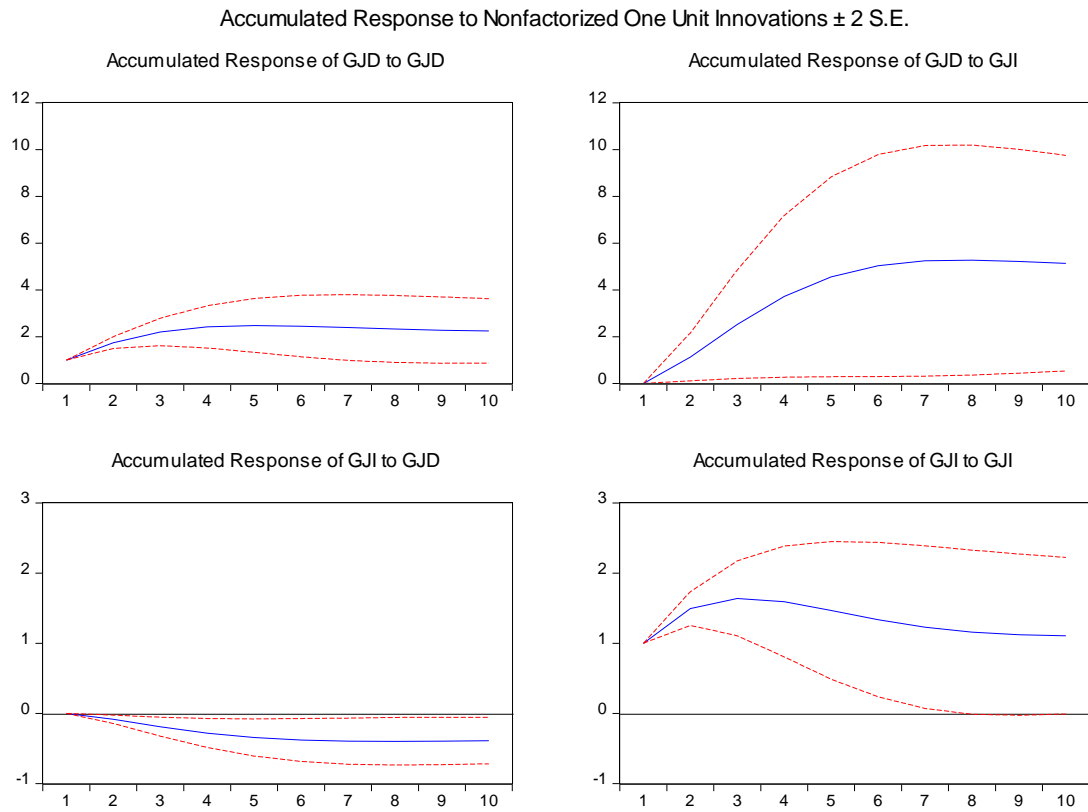 Accumulated Response to Nonfactorized One Unit Innovations ± 2 S.E.
Accumulated Response of GJD to GJD
12
10
8
6
4
2
0
1 2 3 4 5 6 7 8 9 10
Accumulated Response of GJD to GJI
12
10
8
6
4
2
0
1 2 3 4 5 6 7 8 9 10
Accumulated Response of GJI to GJD
3
2
1
0
-1
1 2 3 4 5 6 7 8 9 10
Accumulated Response of GJI to GJI
3
2
1
0
-1
1 2 3 4 5 6 7 8 9 10